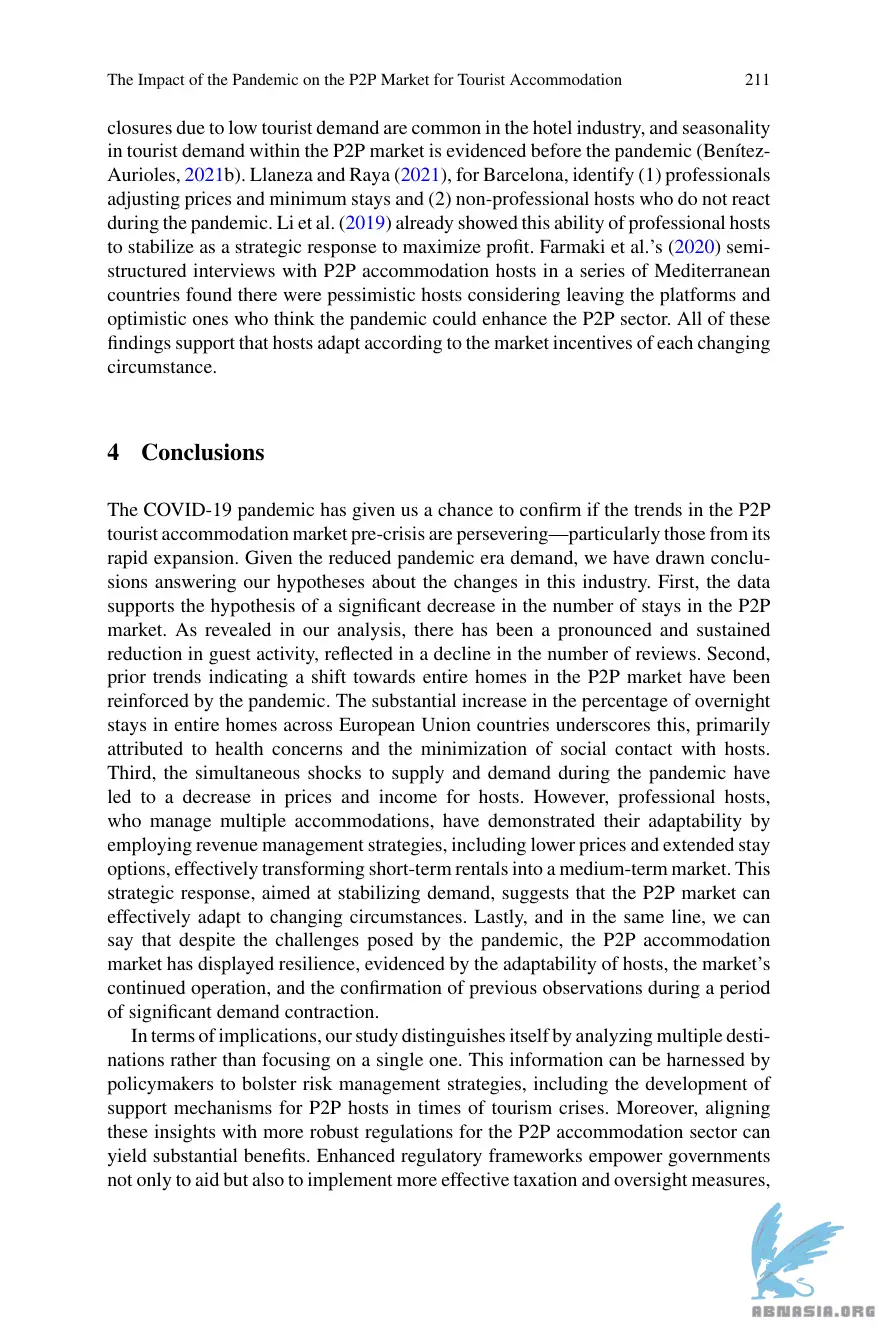 The Impact of the Pandemic on the P2P Market for Tourist Accommodation 211
closures due to low tourist demand are common in the hotel industry, and seasonality
in tourist demand within the P2P market is evidenced before the pandemic (Benítez-
Aurioles, 2021b). Llaneza and Raya (2021), for Barcelona, identify (1) professionals
adjusting prices and minimum stays and (2) non-professional hosts who do not react
during the pandemic. Li et al. (2019) already showed this ability of professional hosts
to stabilize as a strategic response to maximize profit. Farmaki et al.’s (2020) semi-
structured interviews with P2P accommodation hosts in a series of Mediterranean
countries found there were pessimistic hosts considering leaving the platforms and
optimistic ones who think the pandemic could enhance the P2P sector. All of these
findings support that hosts adapt according to the market incentives of each changing
circumstance.
4 Conclusions
The COVID-19 pandemic has given us a chance to confirm if the trends in the P2P
tourist accommodation market pre-crisis are persevering—particularly those from its
rapid expansion. Given the reduced pandemic era demand, we have drawn conclu-
sions answering our hypotheses about the changes in this industry. First, the data
supports the hypothesis of a significant decrease in the number of stays in the P2P
market. As revealed in our analysis, there has been a pronounced and sustained
reduction in guest activity, reflected in a decline in the number of reviews. Second,
prior trends indicating a shift towards entire homes in the P2P market have been
reinforced by the pandemic. The substantial increase in the percentage of overnight
stays in entire homes across European Union countries underscores this, primarily
attributed to health concerns and the minimization of social contact with hosts.
Third, the simultaneous shocks to supply and demand during the pandemic have
led to a decrease in prices and income for hosts. However, professional hosts,
who manage multiple accommodations, have demonstrated their adaptability by
employing revenue management strategies, including lower prices and extended stay
options, effectively transforming short-term rentals into a medium-term market. This
strategic response, aimed at stabilizing demand, suggests that the P2P market can
effectively adapt to changing circumstances. Lastly, and in the same line, we can
say that despite the challenges posed by the pandemic, the P2P accommodation
market has displayed resilience, evidenced by the adaptability of hosts, the market’s
continued operation, and the confirmation of previous observations during a period
of significant demand contraction.
In terms of implications, our study distinguishes itself by analyzing multiple desti-
nations rather than focusing on a single one. This information can be harnessed by
policymakers to bolster risk management strategies, including the development of
support mechanisms for P2P hosts in times of tourism crises. Moreover, aligning
these insights with more robust regulations for the P2P accommodation sector can
yield substantial benefits. Enhanced regulatory frameworks empower governments
not only to aid but also to implement more effective taxation and oversight measures,
ABNASIA.ORG